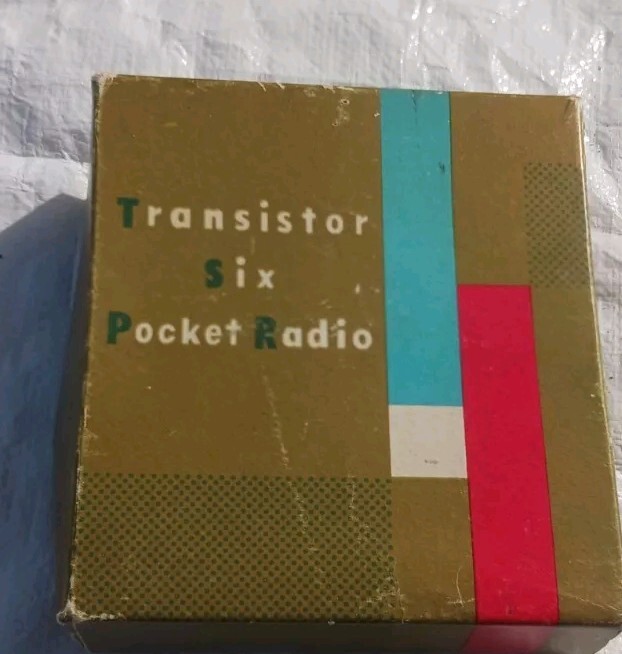 Transistor
Six
Pocket Radio